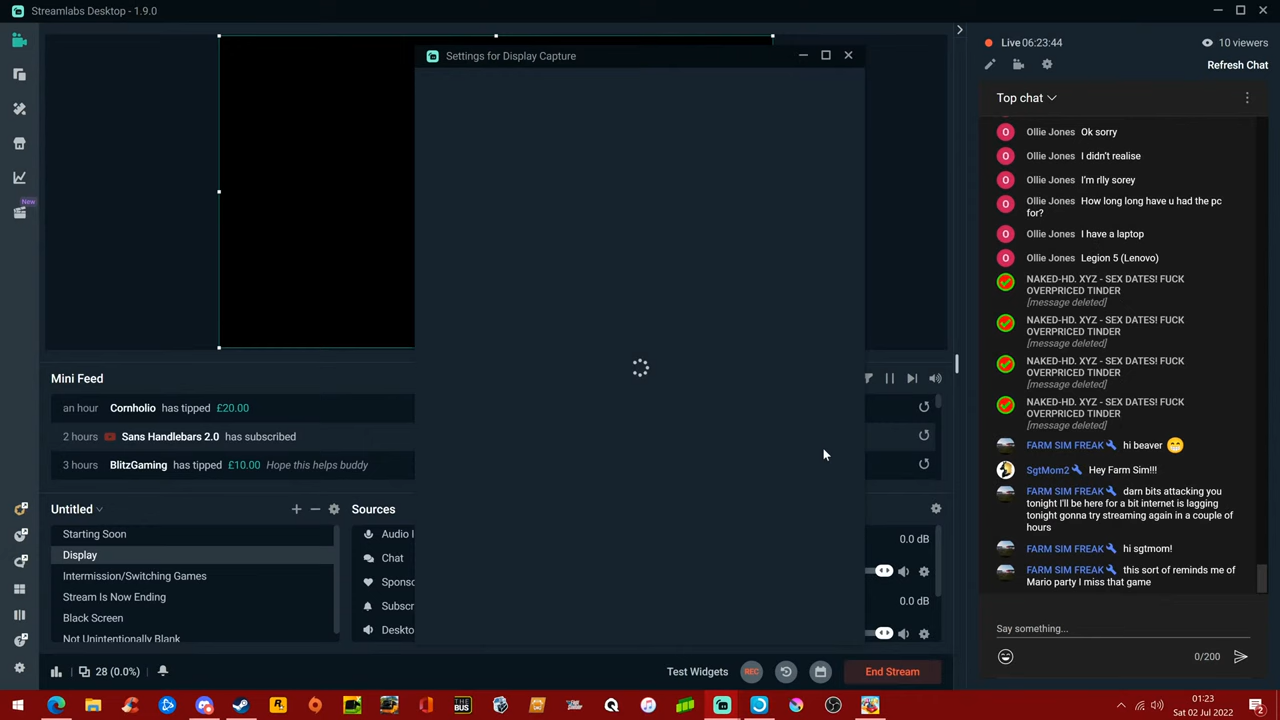 Streamlabs Desktop - 1.9.0
Settings for Display Capture
Live 06:23:44
10 viewers
Refresh Chat
Top chat
Ollie Jones Ok sorry
Ollie Jones I didn't realise
Ollie Jones I'm rlly sorey
Ollie Jones How long long have u had the pc
for?
Ollie Jones I have a laptop
Ollie Jones Legion 5 (Lenovo)
NAKED-HD. XYZ - SEX DATES! FUCK
OVERPRICED TINDER
[message deleted]
NAKED-HD. XYZ - SEX DATES! FUCK
OVERPRICED TINDER
[message deleted]
NAKED-HD. XYZ - SEX DATES! FUCK
OVERPRICED TINDER
[message deleted]
NAKED-HD. XYZ - SEX DATES! FUCK
OVERPRICED TINDER
[message deleted]
FARM SIM FREAK hi beaver
SgtMom2 Hey Farm Sim!!!
FARM SIM FREAK darn bits attacking you
tonight I'll be here for a bit internet is lagging
tonight gonna try streaming again in a couple of
hours
FARM SIM FREAK hi sgtmom!
FARM SIM FREAK this sort of reminds me of
Mario party I miss that game
Say something...
0/200
New
Mini Feed
an hour Cornholio has tipped £20.00
2 hours Sans Handlebars 2.0 has subscribed
3 hours BlitzGaming has tipped £10.00 Hope this helps buddy
Untitled
Starting Soon
Display
Intermission/Switching Games
Stream Is Now Ending
Black Screen
Not Unintentionally Blank
Sources
Audio I
Chat
Sponso
Subscr
Deskto
0.0 dB
0.0 dB
28 (0.0%)
Test Widgets
REC
End Stream
THE BUS
01:23
Sat 02 Jul 2022
2